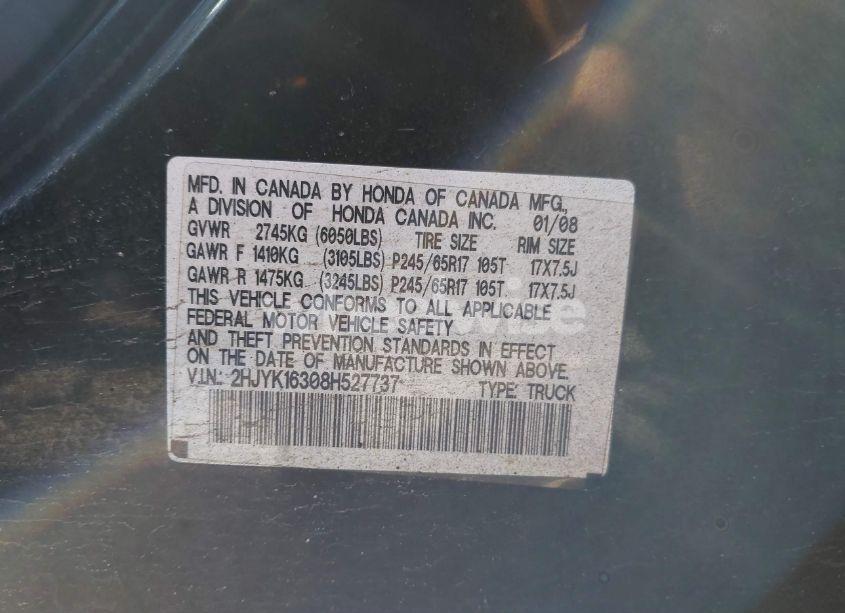 MFD. IN CANADA BY HONDA OF CANADA MFG.,
A DIVISION OF HONDA CANADA INC. 01/08
GVWR 2745KG (6050LBS) TIRE SIZE RIM SIZE
GAWR F 1410KG (3105LBS) P245/65R17 105T 17X7.5J
GAWR R 1475KG (3245LBS) P245/65R17 105T 17X7.5J
THIS VEHICLE CONFORMS TO ALL APPLICABLE
FEDERAL MOTOR VEHICLE SAFETY
AND THEFT PREVENTION STANDARDS IN EFFECT
ON THE DATE OF MANUFACTURE SHOWN ABOVE.
V.I.N.: 2HJYK16308H527737 TYPE: TRUCK